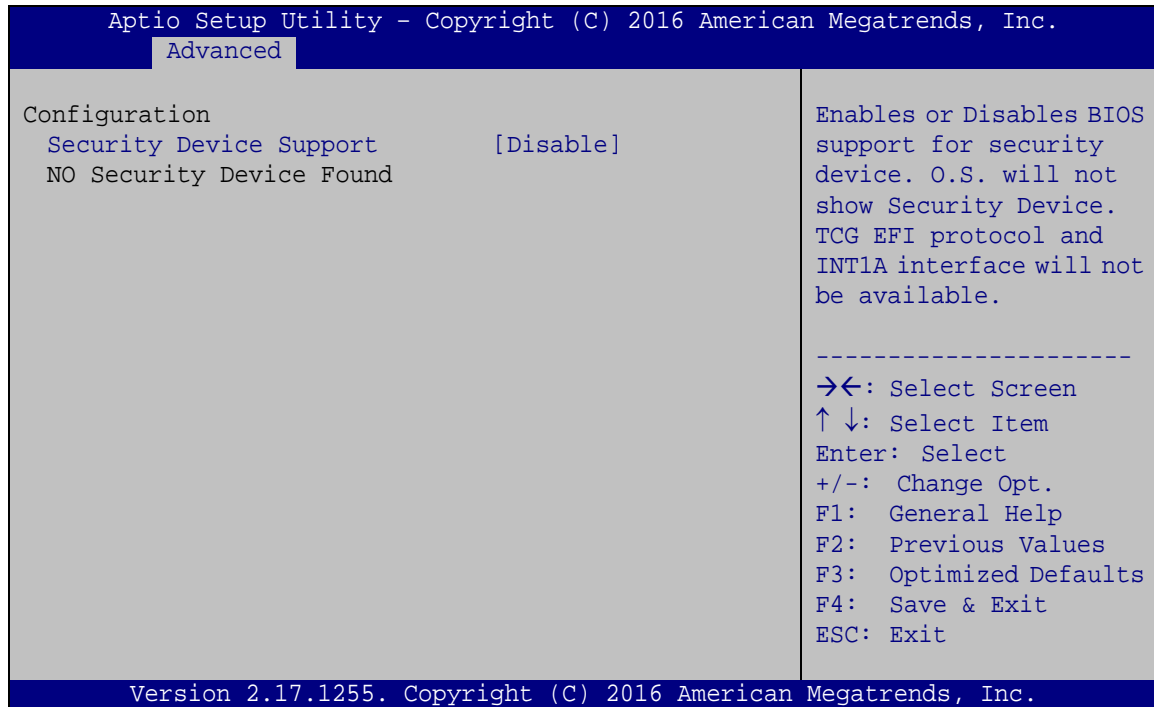 Aptio Setup Utility – Copyright (C) 2016 American Megatrends, Inc.
Advanced
Configuration
Security Device Support [Disable]
NO Security Device Found
Enables or Disables BIOS
support for security
device. O.S. will not
show Security Device.
TCG EFI protocol and
INT1A interface will not
be available.
----------------------
→←: Select Screen
↑ ↓: Select Item
Enter: Select
+/-: Change Opt.
F1: General Help
F2: Previous Values
F3: Optimized Defaults
F4: Save & Exit
ESC: Exit
Version 2.17.1255. Copyright (C) 2016 American Megatrends, Inc.